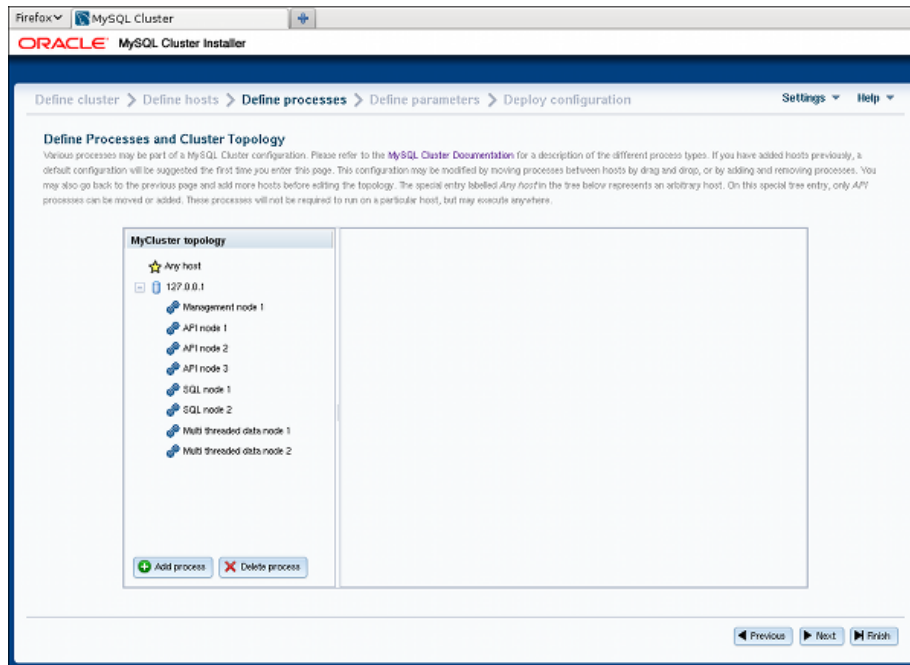 Firefox
MySQL Cluster
ORACLE MySQL Cluster Installer
Define cluster > Define hosts > Define processes > Define parameters > Deploy configuration
Settings Help
Define Processes and Cluster Topology
Various processes may be part of a MySQL Cluster configuration. Please refer to the MySQL Cluster Documentation for a description of the different process types. If you have added hosts previously, a
default configuration will be suggested the first time you enter this page. This configuration may be modified by moving processes between hosts by drag and drop, or by adding and removing processes. You
may also go back to the previous page and add more hosts before editing the topology. The special entry labelled Any host in the tree below represents an arbitrary host. On this special tree entry, only API
processes can be moved or added. These processes will not be required to run on a particular host, but may execute anywhere.
MyCluster topology
Any host
127.0.0.1
Management node 1
API node 1
API node 2
API node 3
SQL node 1
SQL node 2
Multi threaded data node 1
Multi threaded data node 2
Add process Delete process
Previous Next Finish